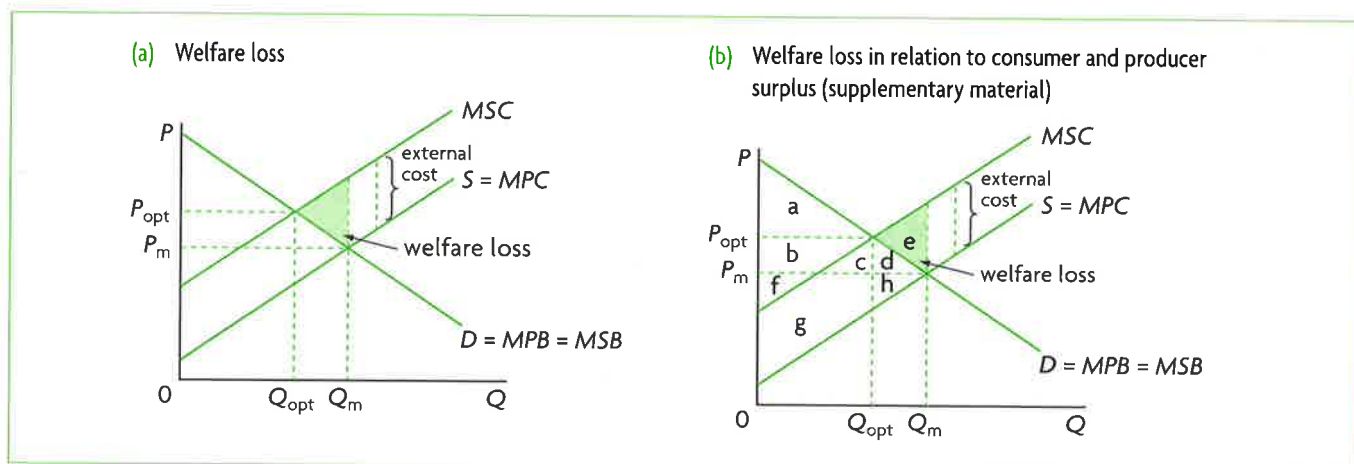 (a) Welfare loss
MSC
P
external
cost
S = MPC
Popt
Pm
welfare loss
D = MPB = MSB
0
Qopt
Qm
Q
(b) Welfare loss in relation to consumer and producer
surplus (supplementary material)
MSC
P
external
cost
S = MPC
a
Popt
e
b
c
d
Pm
welfare loss
h
f
g
D = MPB = MSB
0
Qopt
Qm
Q